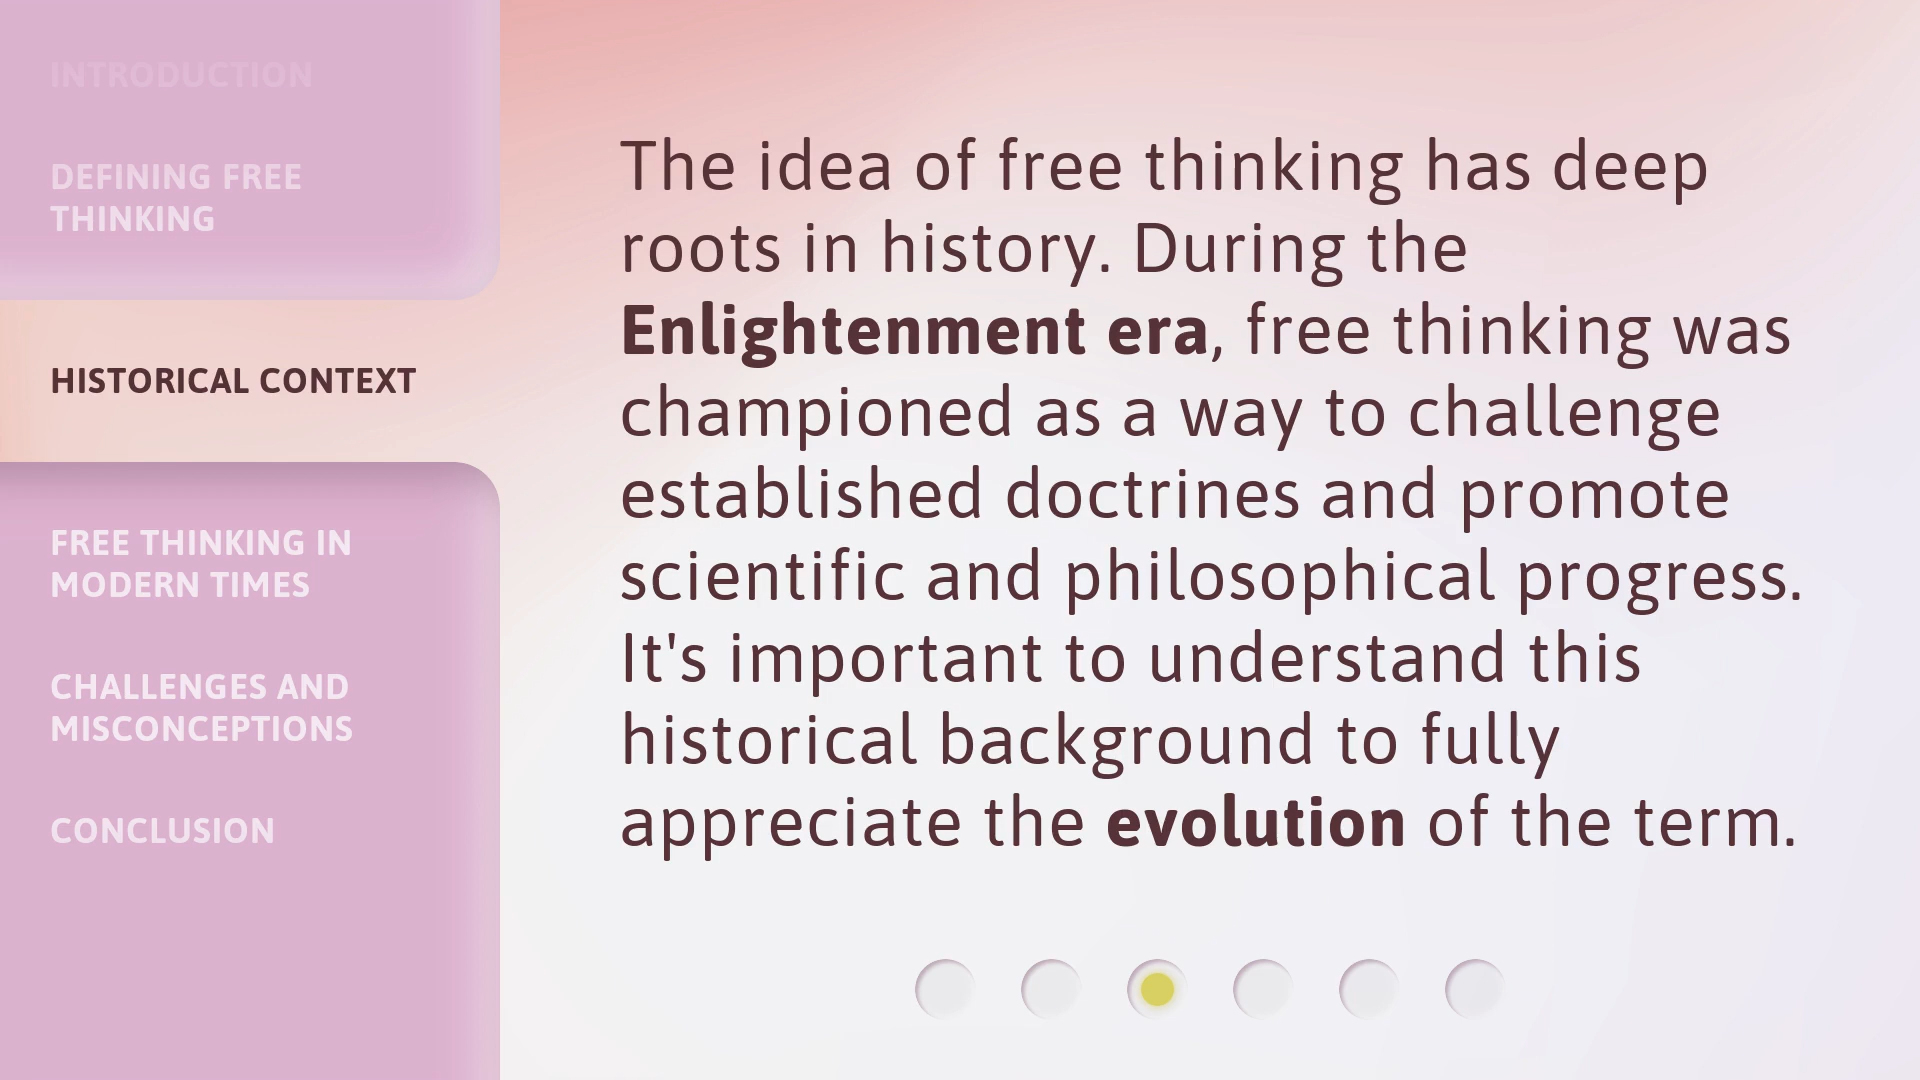 INTRODUCTION
DEFINING FREE
THINKING
HISTORICAL CONTEXT
FREE THINKING IN
MODERN TIMES
CHALLENGES AND
MISCONCEPTIONS
CONCLUSION
The idea of free thinking has deep
roots in history. During the
Enlightenment era, free thinking was
championed as a way to challenge
established doctrines and promote
scientific and philosophical progress.
It's important to understand this
historical background to fully
appreciate the evolution of the term.